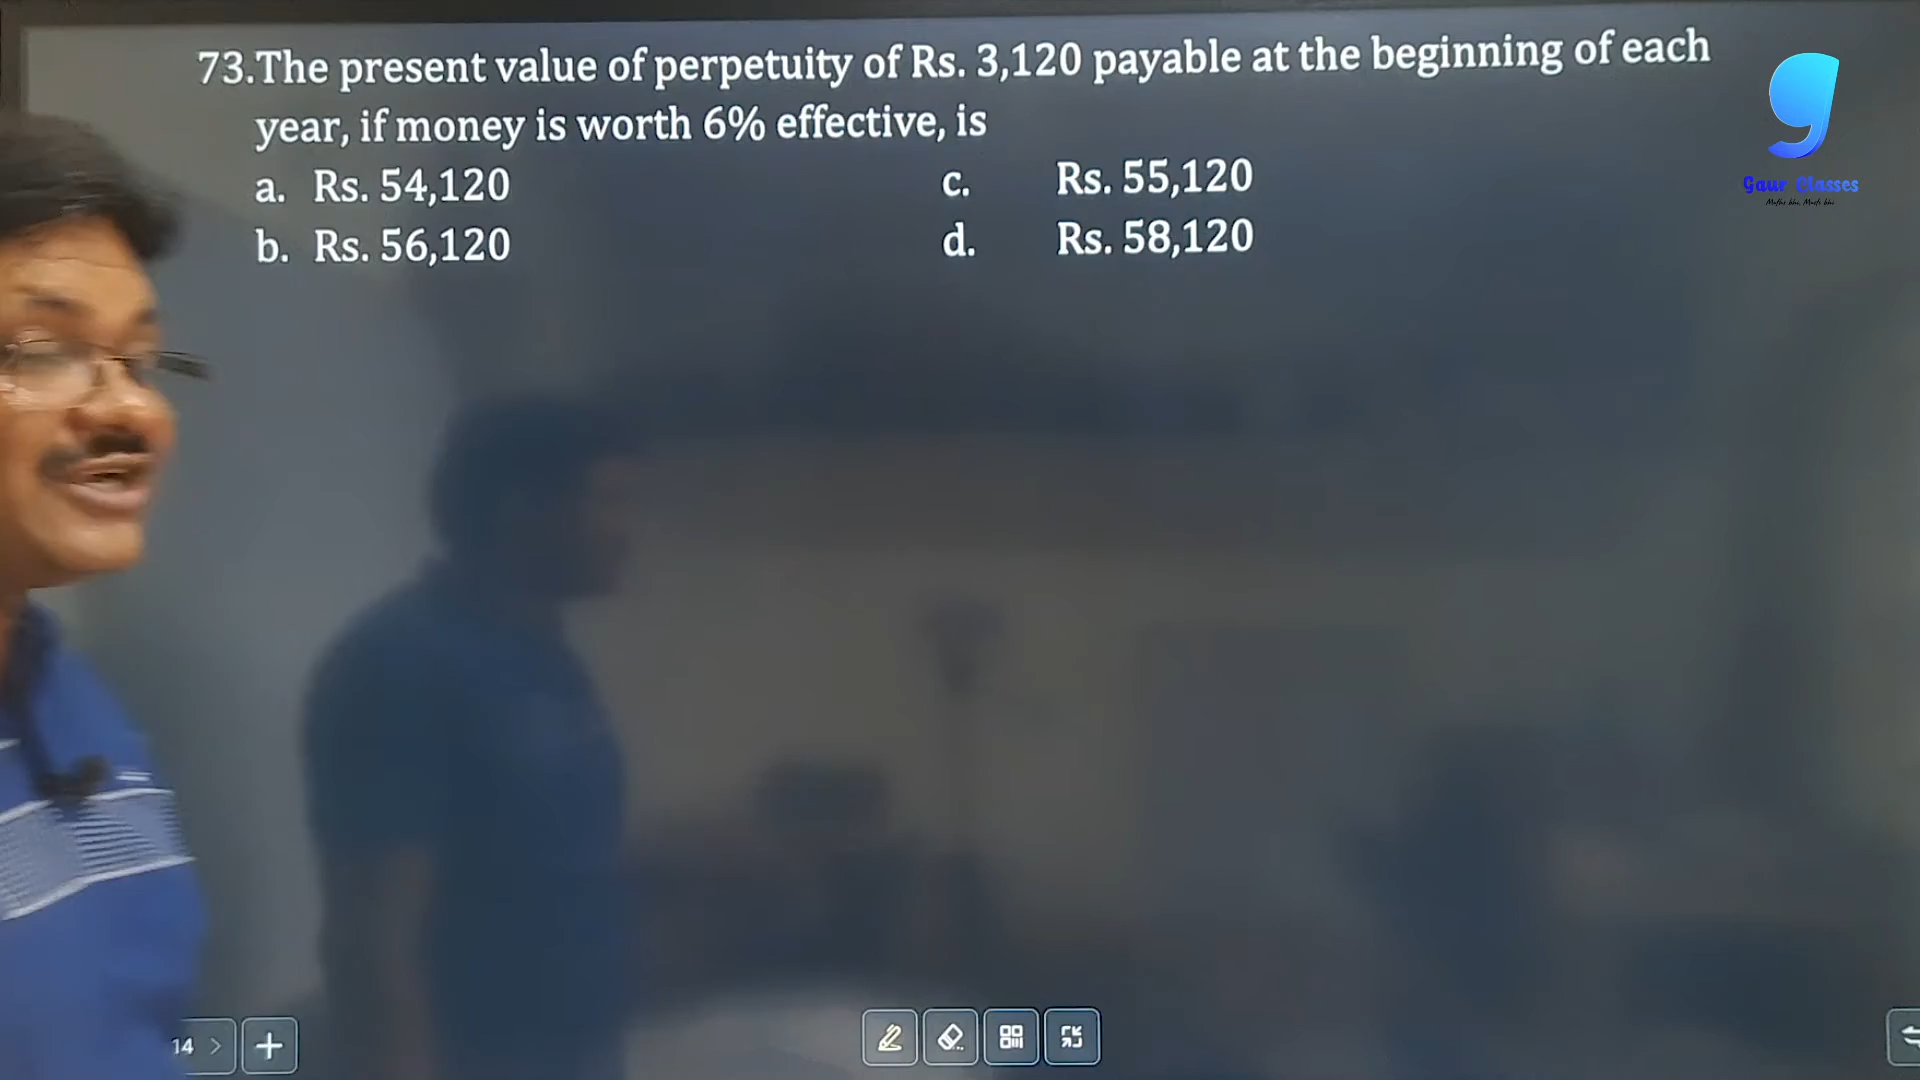 73.The present value of perpetuity of Rs. 3,120 payable at the beginning of each
year, if money is worth 6% effective, is
a. Rs. 54,120
c. Rs. 55,120
b. Rs. 56,120
d. Rs. 58,120
Gaur Classes
14